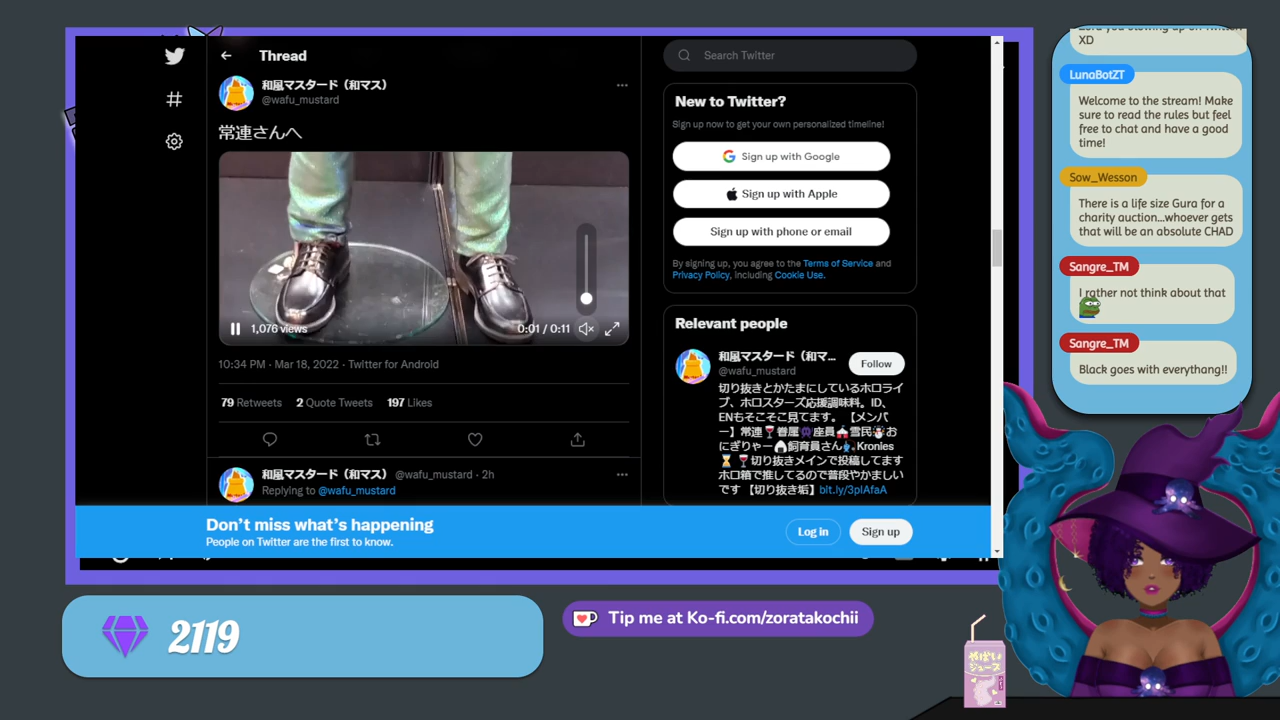 Thread
Search Twitter
和風マスタード（和マス）
@wafu_mustard
常連さんへ
1,076 views
0:01 / 0:11
10:34 PM · Mar 18, 2022 · Twitter for Android
79 Retweets 2 Quote Tweets 197 Likes
和風マスタード（和マス） @wafu_mustard · 2h
Replying to @wafu_mustard
New to Twitter?
Sign up now to get your own personalized timeline!
Sign up with Google
Sign up with Apple
Sign up with phone or email
By signing up, you agree to the Terms of Service and
Privacy Policy, including Cookie Use.
Relevant people
和風マスタード（和マ...
@wafu_mustard
Follow
切り抜きとかたまにしているホロライ
ブ、ホロスターズ応援調味料。ID、
ENもそこそこ見てます。【メンバ
ー】常連🍷眷属座員🎪雪民☃お
にぎりゃー🍙飼育員さん Kronies
⏳ 🍷切り抜きメインで投稿してます
ホロ箱で推してるので普段やかましい
です 【切り抜き垢】bit.ly/3pIAfaA
Don't miss what's happening
People on Twitter are the first to know.
Log in
Sign up
XD
LunaBotZT
Welcome to the stream! Make
sure to read the rules but feel
free to chat and have a good
time!
Sow_Wesson
There is a life size Gura for a
charity auction...whoever gets
that will be an absolute CHAD
Sangre_TM
I rather not think about that
Sangre_TM
Black goes with everythang!!
2119
Tip me at Ko-fi.com/zoratakochii
やばい
ジュース